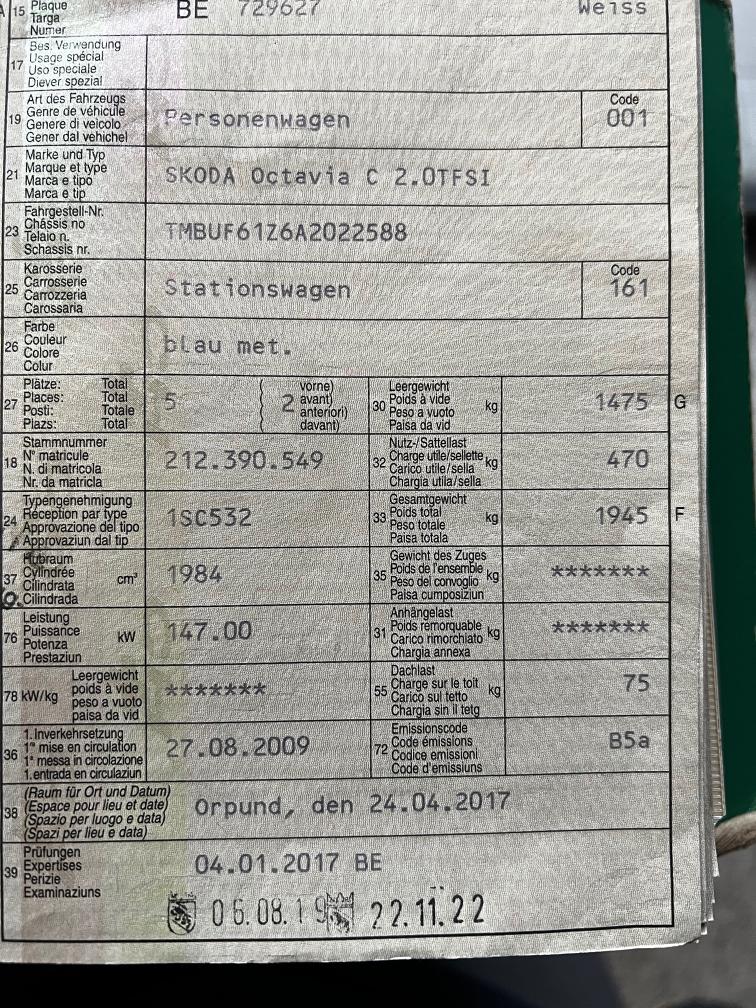 15 Plaque BE 729627 Weiss
Targa
Numer
17 Bes. Verwendung
Usage spécial
Uso speciale
Diever spezial
19 Art des Fahrzeugs
Genre de véhicule
Genere di veicolo
Gener dal vehichel
Personenwagen
Code
001
21 Marke und Typ
Marque et type
Marca e tipo
Marca e tip
SKODA Octavia C 2.0TFSI
23 Fahrgestell-Nr.
Châssis no
Telaio n.
Schassis nr.
TMBUF61Z6A2022588
25 Karosserie
Carrosserie
Carrozzeria
Carossaria
Stationswagen
Code
161
26 Farbe
Couleur
Colore
Colur
blau met.
27 Plätze: Total
Places: Total
Posti: Totale
Plazs: Total
5 ( 2 vorne)
avant)
anteriori)
davant)
30 Leergewicht
Poids à vide
Peso a vuoto
Paisa da vid
kg
1475 G
18 Stammnummer
N° matricule
N. di matricola
Nr. da matricla
212.390.549
32 Nutz-/Sattellast
Charge utile/sellette
Carico utile/sella
Chargia utila/sella
kg
470
24 Typengenehmigung
Réception par type
Approvazione del tipo
Approvaziun dal tip
1SC532
33 Gesamtgewicht
Poids total
Peso totale
Paisa totala
kg
1945 F
37 Hubraum
Cylindrée
Cilindrata
Cilindrada
cm³
1984
35 Gewicht des Zuges
Poids de l'ensemble
Peso del convoglio
Paisa cumposiziun
kg
*******
76 Leistung
Puissance
Potenza
Prestaziun
kW
147.00
31 Anhängelast
Poids remorquable
Carico rimorchiato
Chargia annexa
kg
*******
78 kW/kg Leergewicht
poids à vide
peso a vuoto
paisa da vid
*******
55 Dachlast
Charge sur le toit
Carico sul tetto
Chargia sin il tetg
kg
75
36 1. Inverkehrsetzung
1re mise en circulation
1a messa in circolazione
1. entrada en circulaziun
27.08.2009
72 Emissionscode
Code émissions
Codice emissioni
Code d'emissiuns
B5a
38 (Raum für Ort und Datum)
(Espace pour lieu et date)
(Spazio per luogo e data)
(Spazi per lieu e data)
Orpund, den 24.04.2017
39 Prüfungen
Expertises
Perizie
Examinaziuns
04.01.2017 BE
06.08.19 22.11.22